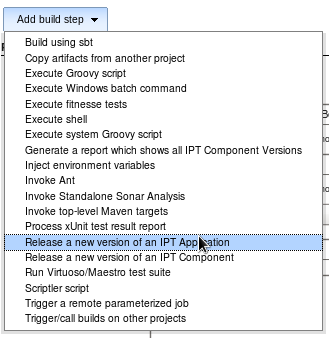 Add build step
Build using sbt
Copy artifacts from another project
Execute Groovy script
Execute Windows batch command
Execute fitnesse tests
Execute shell
Execute system Groovy script
Generate a report which shows all IPT Component Versions
Inject environment variables
Invoke Ant
Invoke Standalone Sonar Analysis
Invoke top-level Maven targets
Process xUnit test result report
Release a new version of an IPT Application
Release a new version of an IPT Component
Run Virtuoso/Maestro test suite
Scriptler script
Trigger a remote parameterized job
Trigger/call builds on other projects